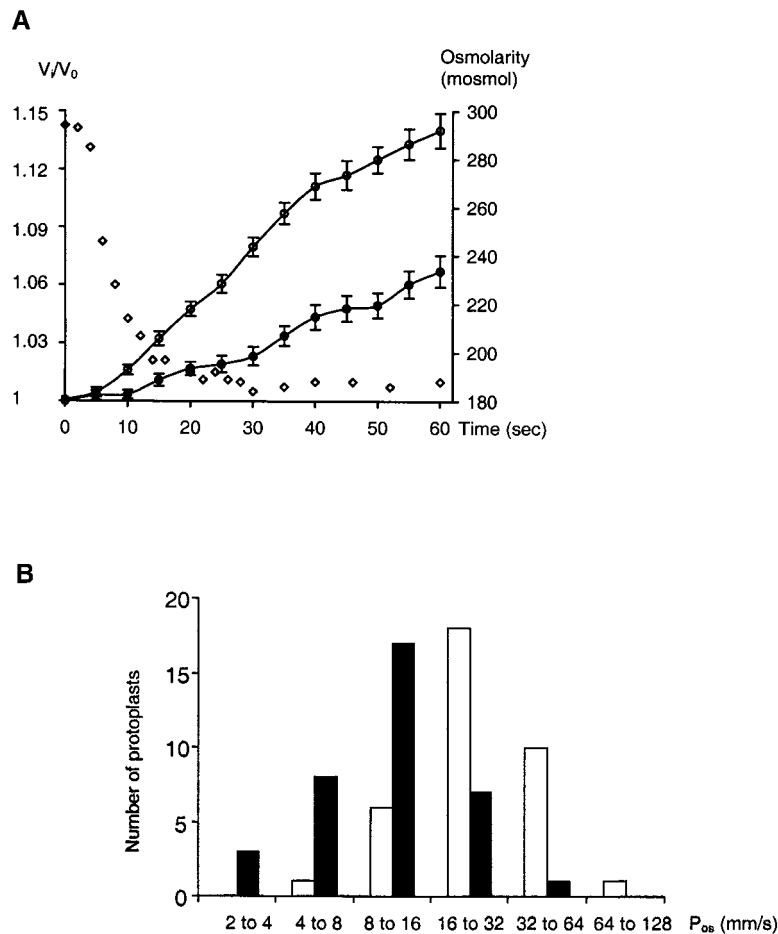 A
Vi/V0
Osmolarity
(mosmol)
1.15
1.12
1.09
1.06
1.03
1
300
280
260
240
220
200
180
0 10 20 30 40 50 60 Time (sec)
B
Number of protoplasts
20
15
10
5
0
2 to 4 4 to 8 8 to 16 16 to 32 32 to 64 64 to 128 Pos (mm/s)